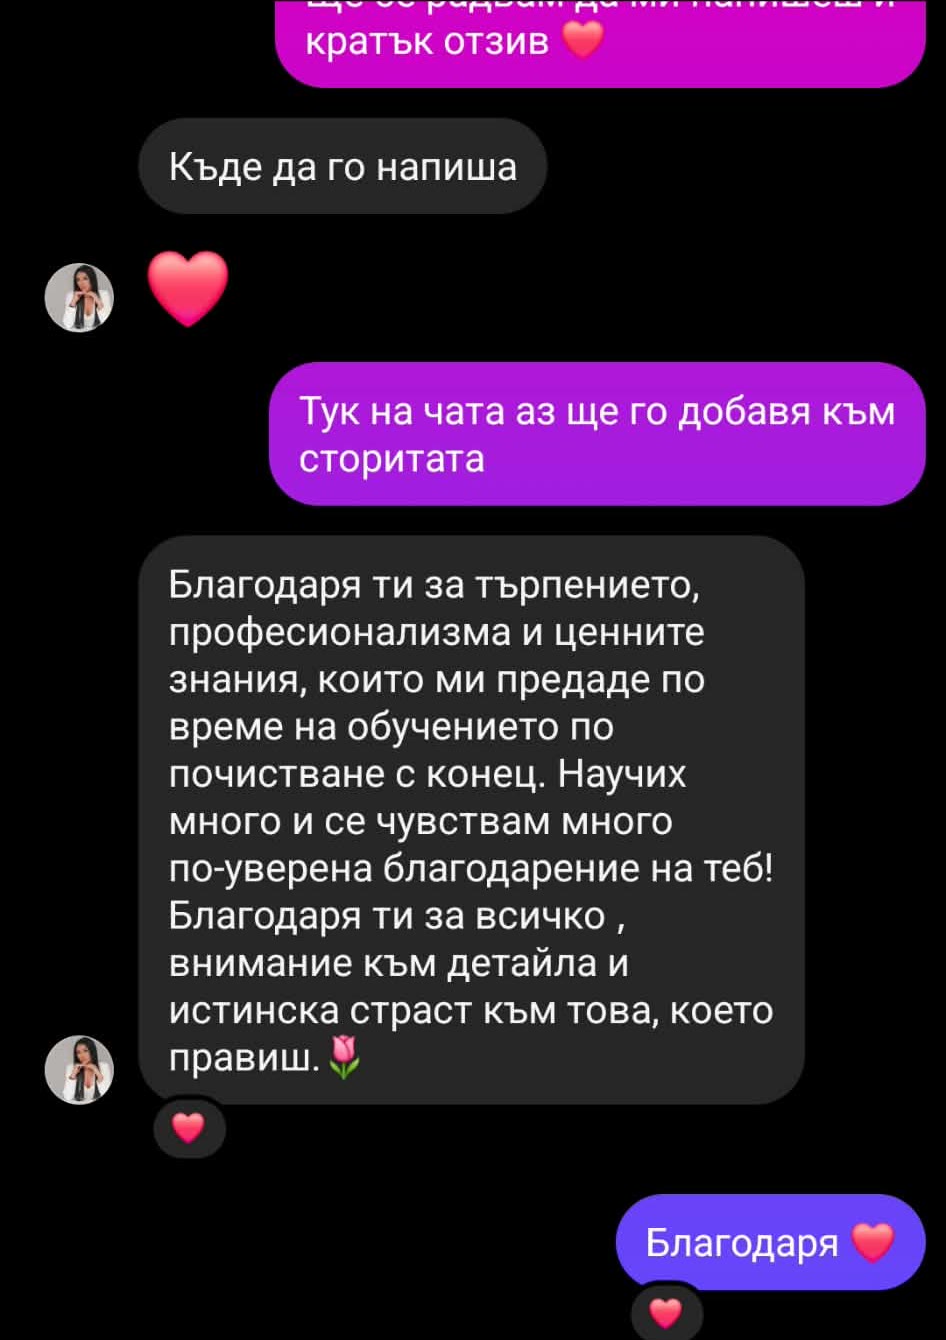 кратък отзив ❤️
Къде да го напиша
❤️
Тук на чата аз ще го добавя към
сторитата
Благодаря ти за търпението,
професионализма и ценните
знания, които ми предаде по
време на обучението по
почистване с конец. Научих
много и се чувствам много
по-уверена благодарение на теб!
Благодаря ти за всичко ,
внимание към детайла и
истинска страст към това, което
правиш.🌷
❤️
Благодаря ❤️
❤️